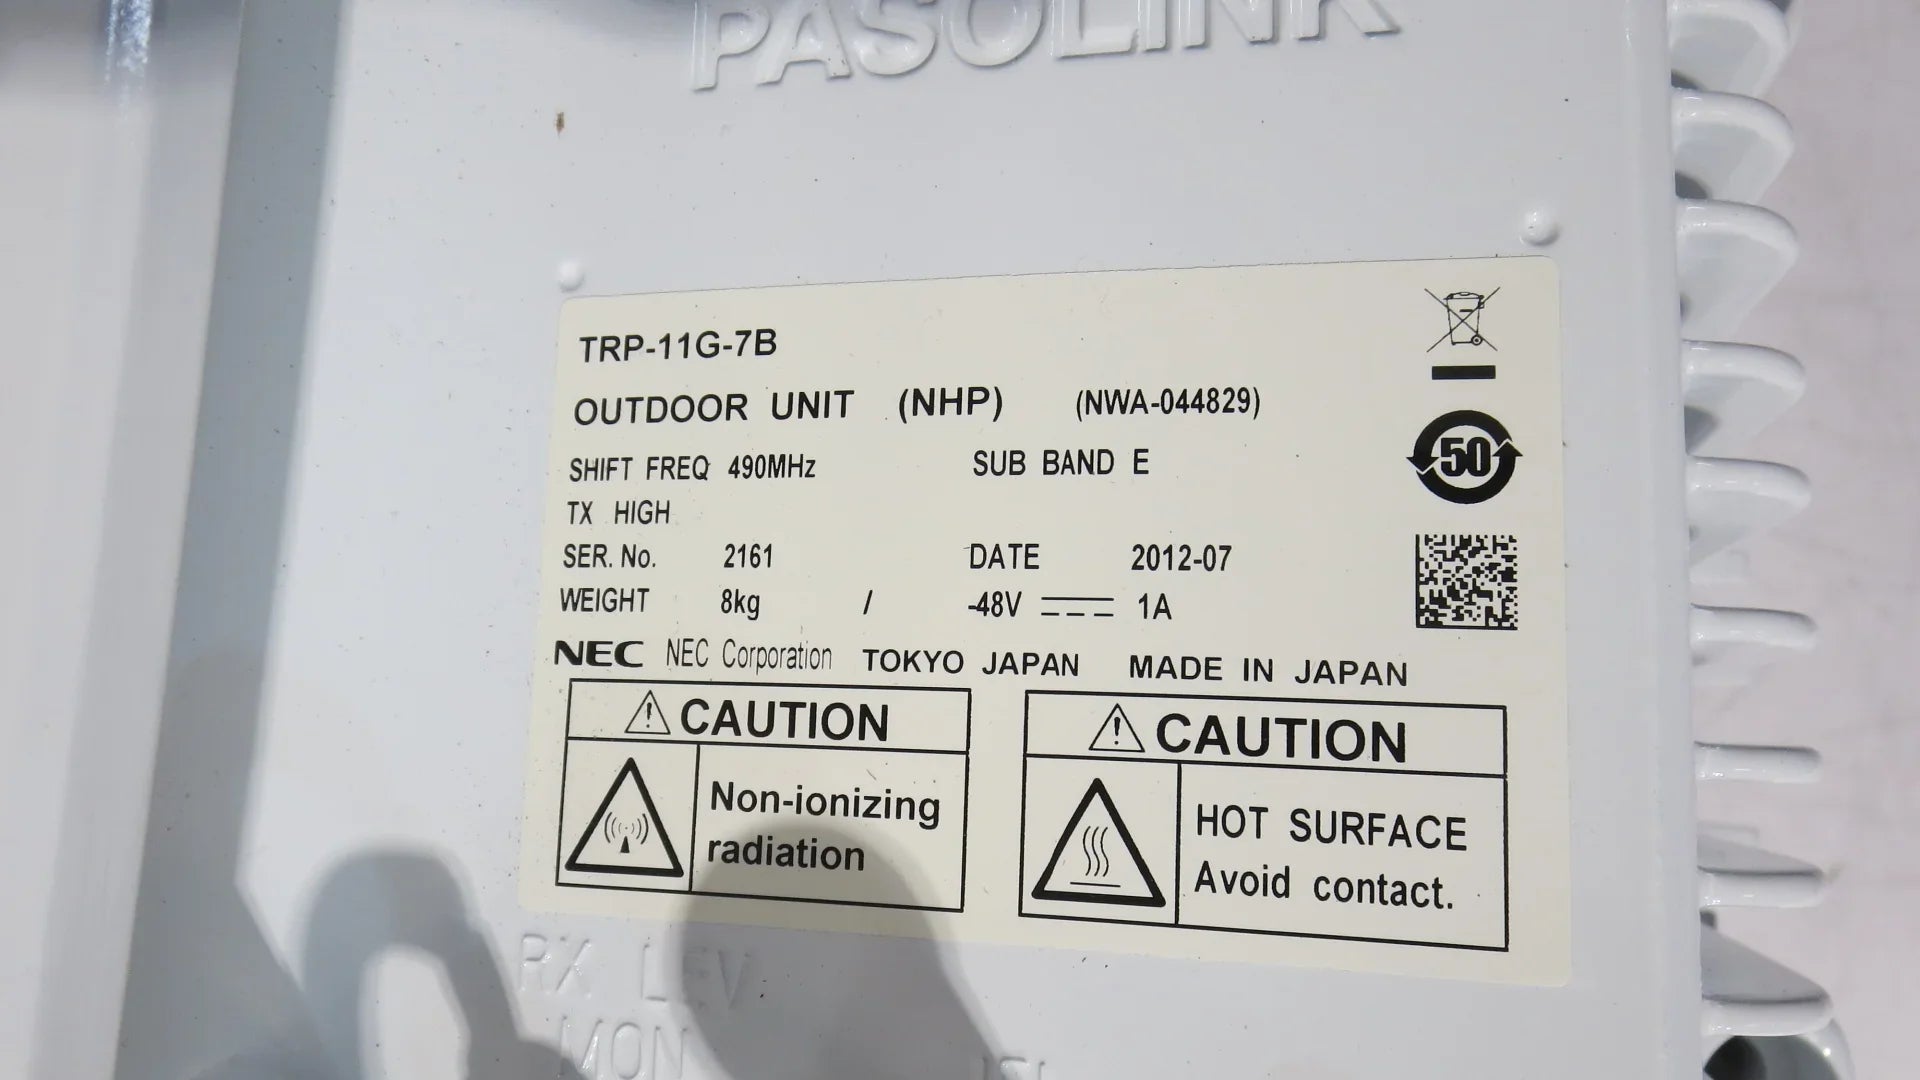 PASOLINK
TRP-11G-7B
OUTDOOR UNIT (NHP) (NWA-044829)
SHIFT FREQ 490MHz SUB BAND E
TX HIGH
SER. No. 2161 DATE 2012-07
WEIGHT 8kg / -48V 1A
NEC NEC Corporation TOKYO JAPAN MADE IN JAPAN
50
CAUTION
Non-ionizing
radiation
CAUTION
HOT SURFACE
Avoid contact.
RX LEV
MON